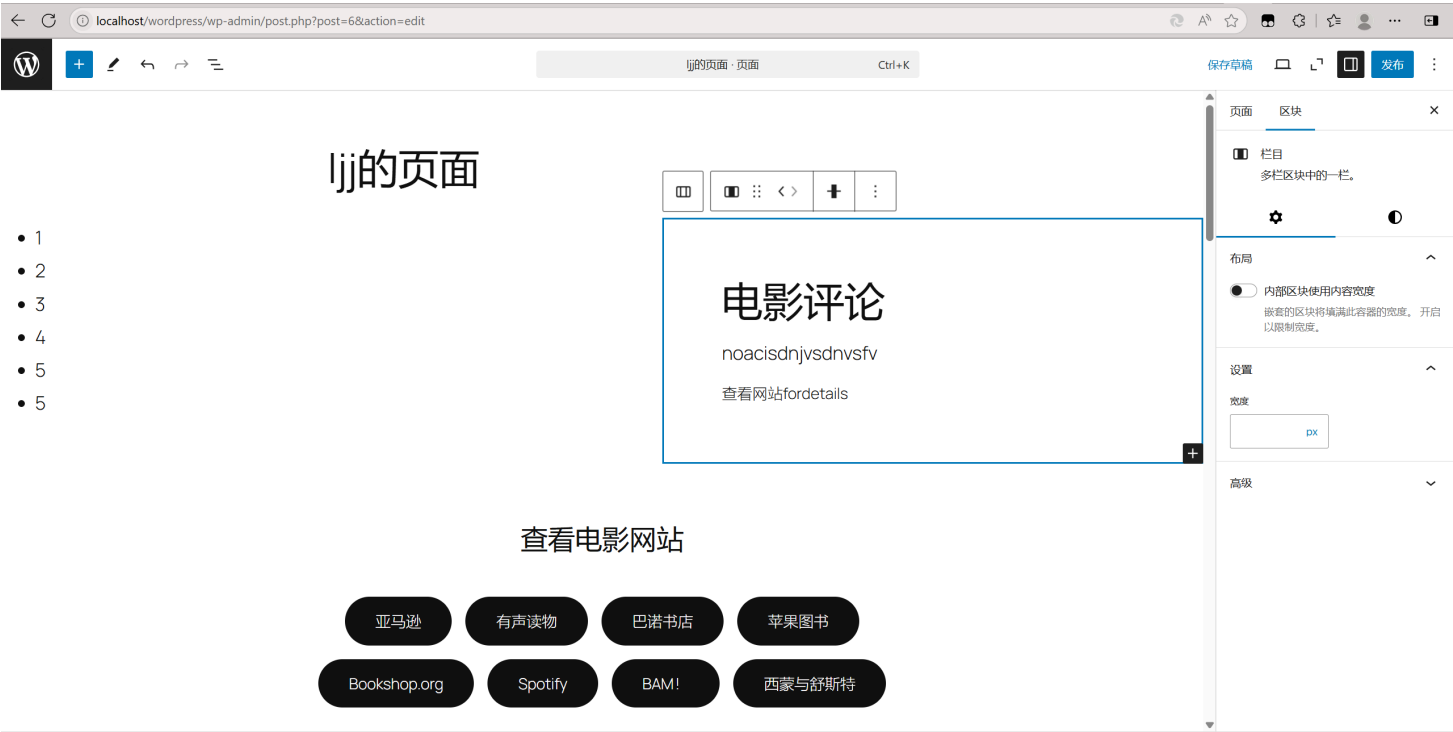 localhost/wordpress/wp-admin/post.php?post=6&action=edit
ljj的页面 · 页面 Ctrl+K
保存草稿
发布
ljj的页面
1
2
3
4
5
5
电影评论
noacisdnjvsdnvsfv
查看网站fordetails
查看电影网站
亚马逊 有声读物 巴诺书店 苹果图书
Bookshop.org Spotify BAM! 西蒙与舒斯特
页面 区块
栏目
多栏区块中的一栏。
布局
内部区块使用内容宽度
嵌套的区块将填满此容器的宽度。 开启
以限制宽度。
设置
宽度
px
高级